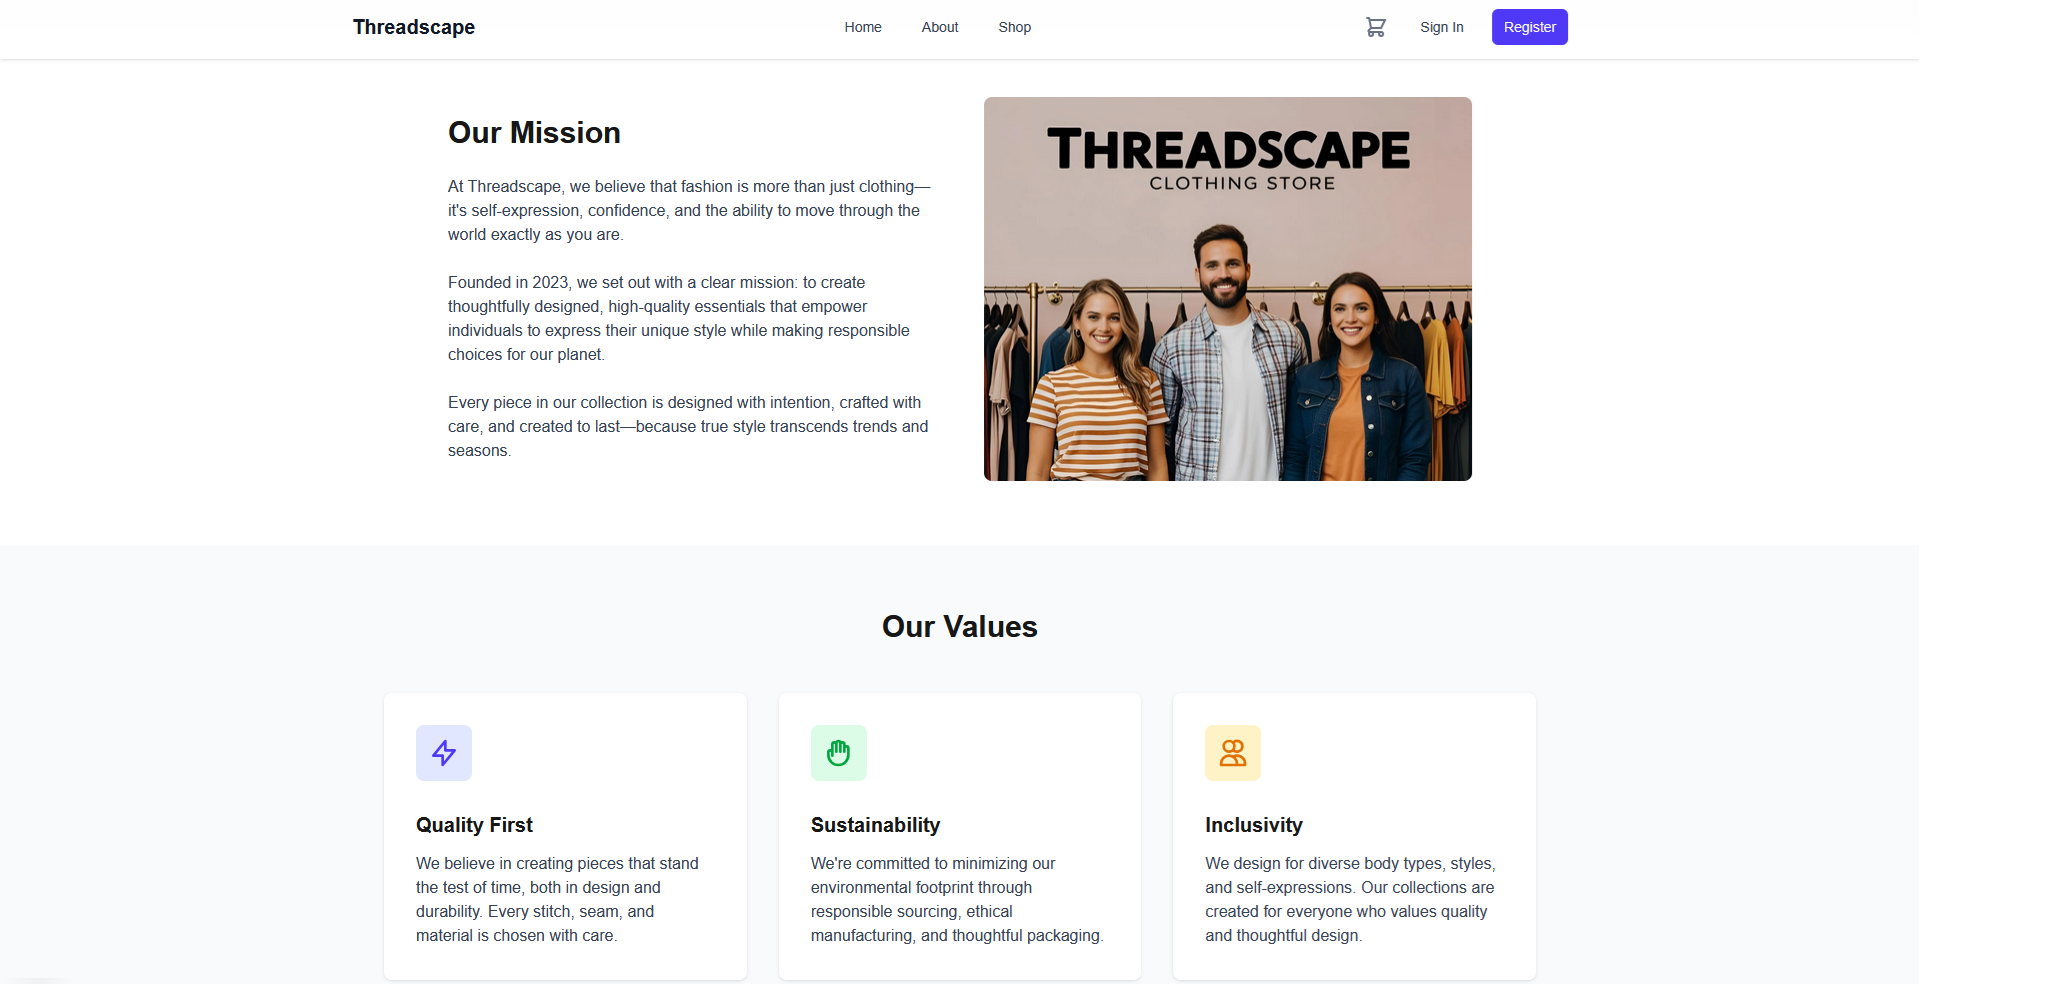 Threadscape
Home
About
Shop
Sign In
Register
Our Mission
At Threadscape, we believe that fashion is more than just clothing—
it's self-expression, confidence, and the ability to move through the
world exactly as you are.
Founded in 2023, we set out with a clear mission: to create
thoughtfully designed, high-quality essentials that empower
individuals to express their unique style while making responsible
choices for our planet.
Every piece in our collection is designed with intention, crafted with
care, and created to last—because true style transcends trends and
seasons.
THREADSCAPE
CLOTHING STORE
Our Values
Quality First
We believe in creating pieces that stand
the test of time, both in design and
durability. Every stitch, seam, and
material is chosen with care.
Sustainability
We're committed to minimizing our
environmental footprint through
responsible sourcing, ethical
manufacturing, and thoughtful packaging.
Inclusivity
We design for diverse body types, styles,
and self-expressions. Our collections are
created for everyone who values quality
and thoughtful design.